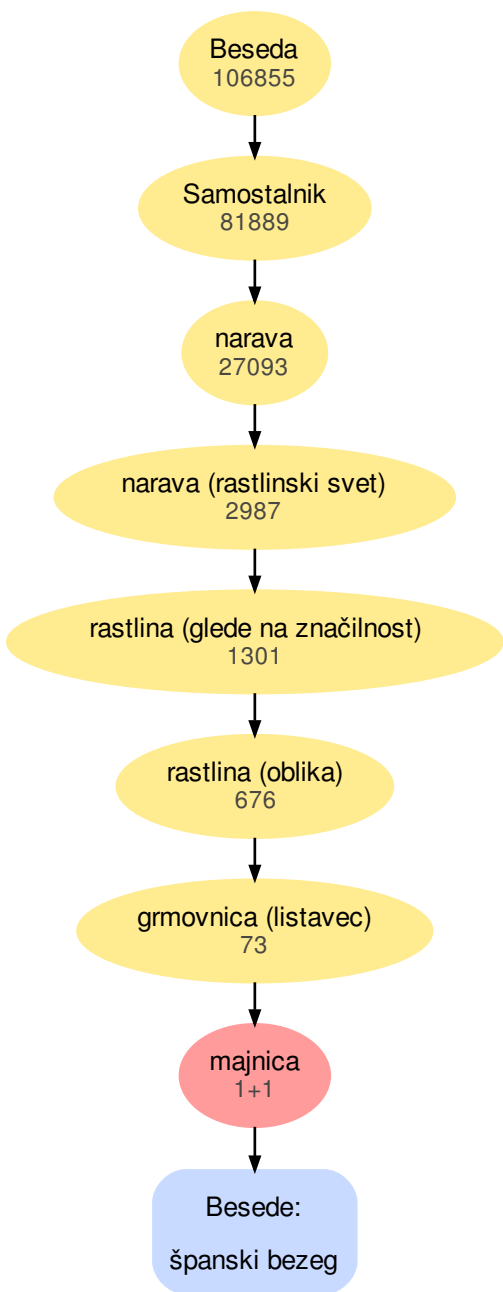 Beseda
106855
Samostalnik
81889
narava
27093
narava (rastlinski svet)
2987
rastlina (glede na značilnost)
1301
rastlina (oblika)
676
grmovnica (listavec)
73
majnica
1+1
Besede:
španski bezeg